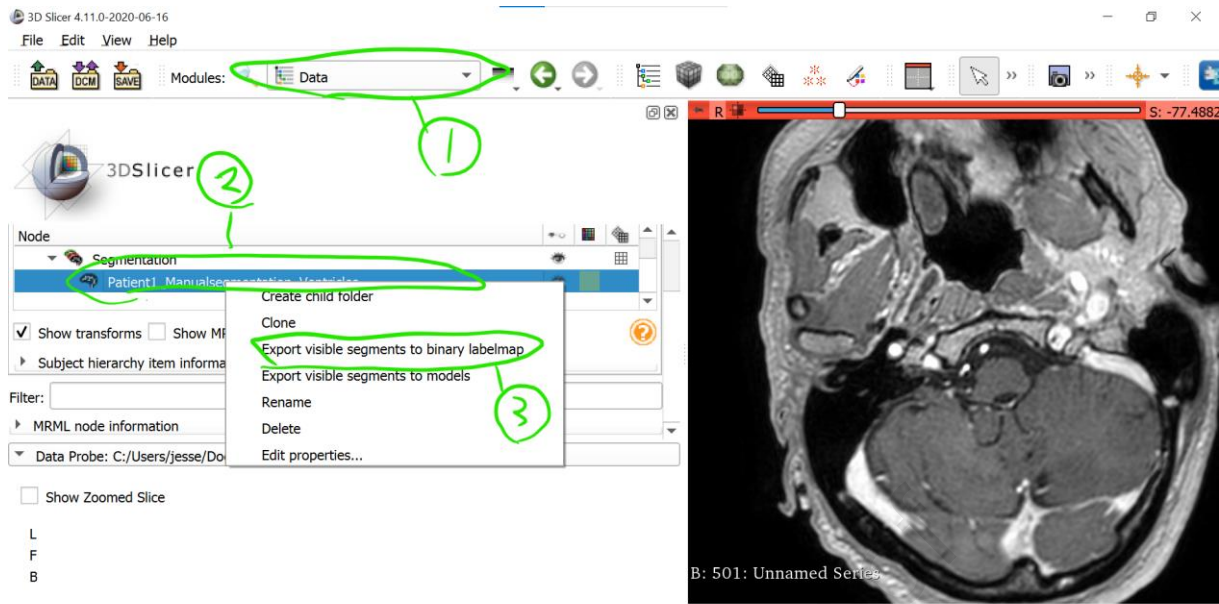 3D Slicer 4.11.0-2020-06-16
File Edit View Help
DATA DCM SAVE Modules: Data
1
R S: -77.4882
3DSlicer
2
Node
Segmentation
Patient1_Manualsegmentation_Ventricles
Create child folder
Clone
Show transforms Show MR
Export visible segments to binary labelmap
Subject hierarchy item informa
Export visible segments to models
3
Filter:
Rename
MRML node information
Delete
Data Probe: C:/Users/jesse/Do
Edit properties...
Show Zoomed Slice
L
F
B
B: 501: Unnamed Series